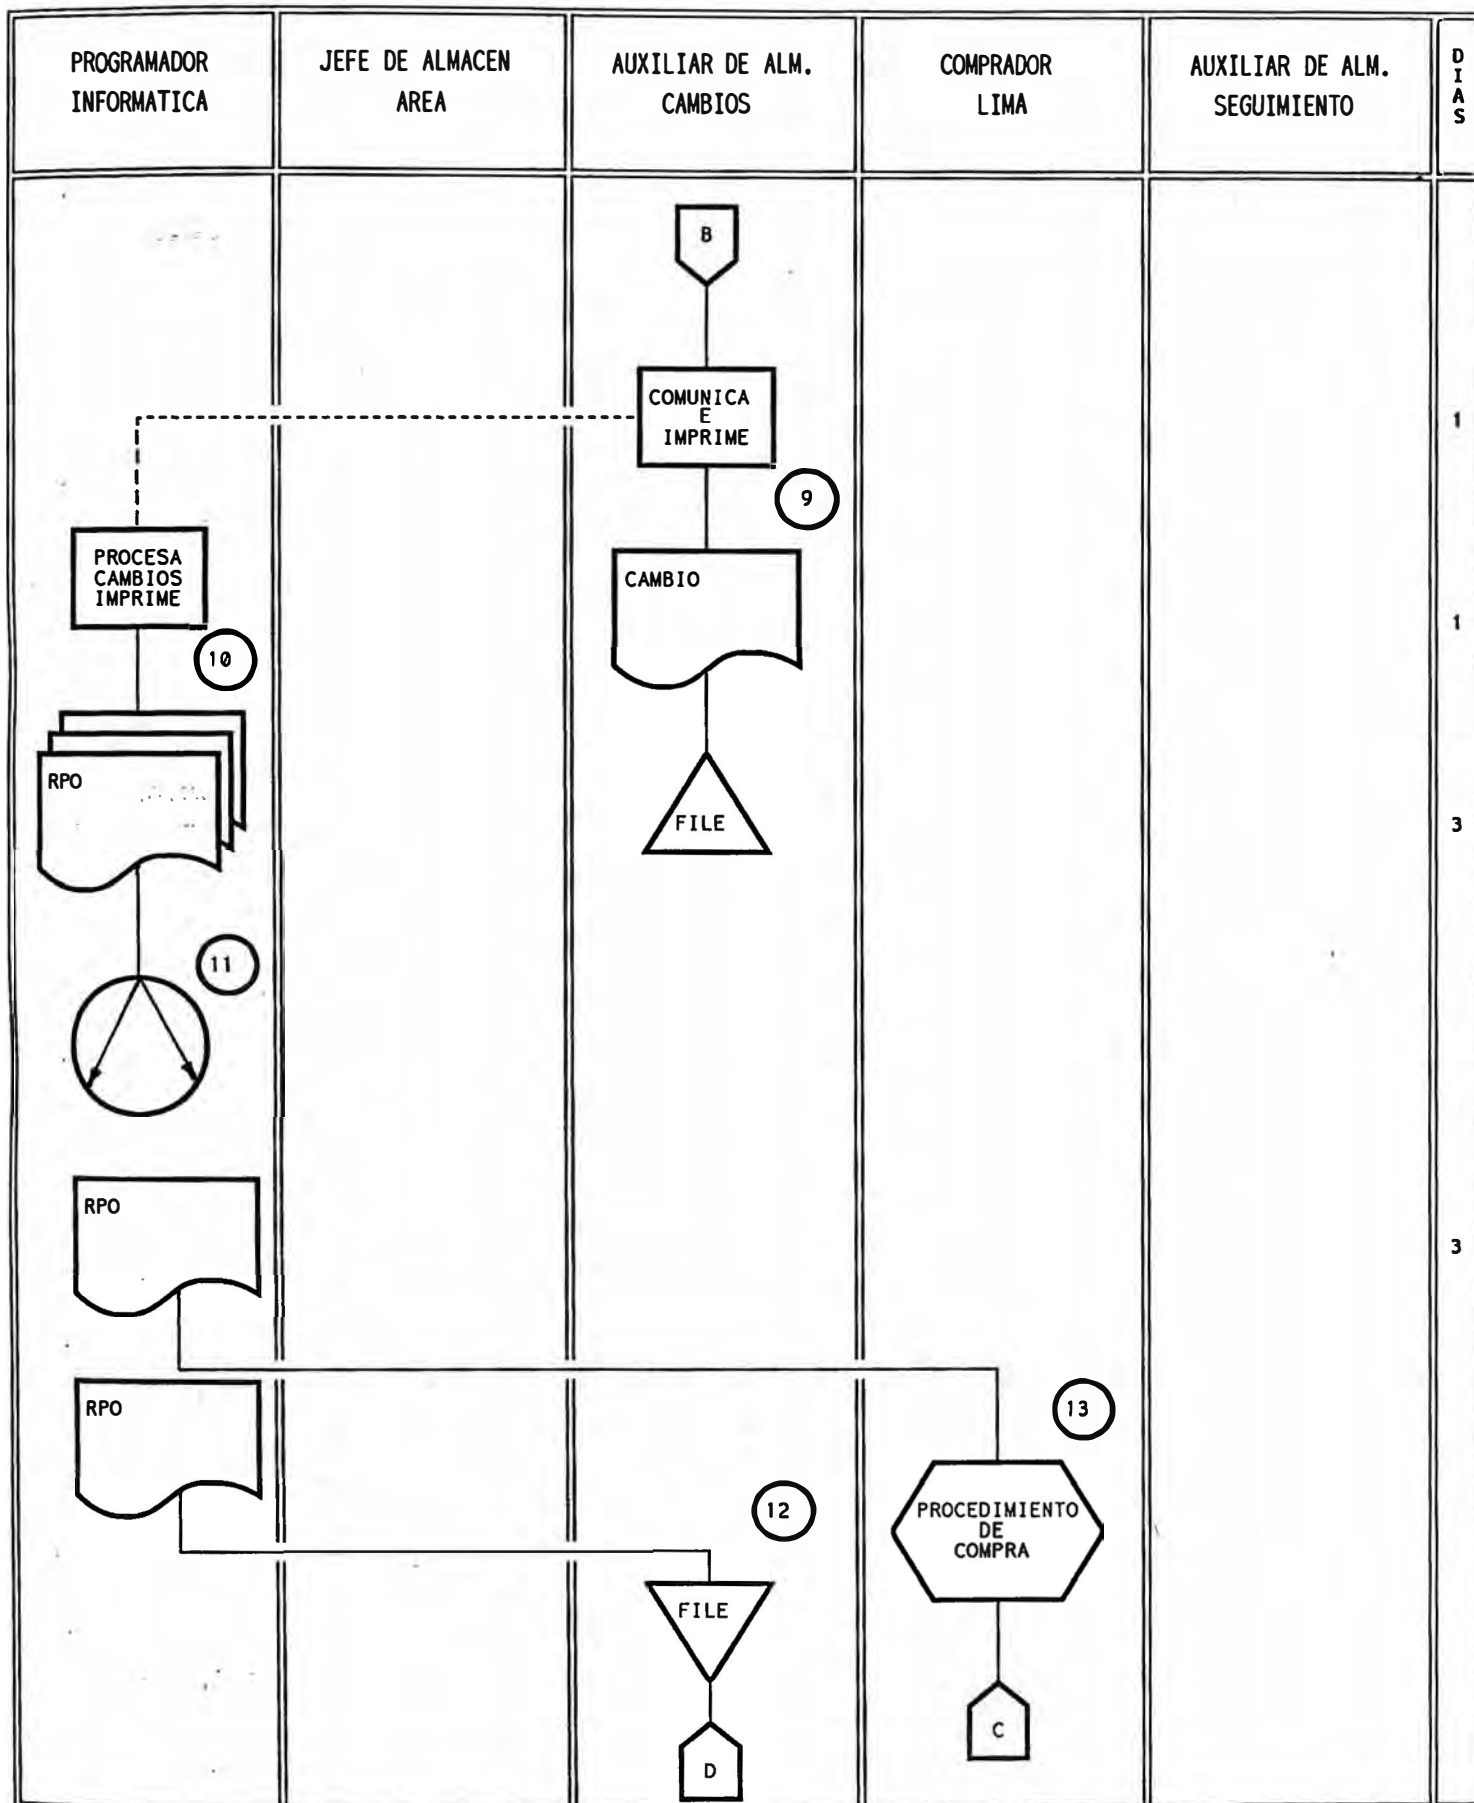 PROGRAMADOR
INFORMATICA
JEFE DE ALMACEN
AREA
AUXILIAR DE ALM.
CAMBIOS
COMPRADOR
LIMA
AUXILIAR DE ALM.
SEGUIMIENTO
D
I
A
S
B
COMUNICA
E
IMPRIME
1
9
PROCESA
CAMBIOS
IMPRIME
CAMBIO
1
10
RPO
FILE
3
11
RPO
3
RPO
13
12
PROCEDIMIENTO
DE
COMPRA
FILE
C
D